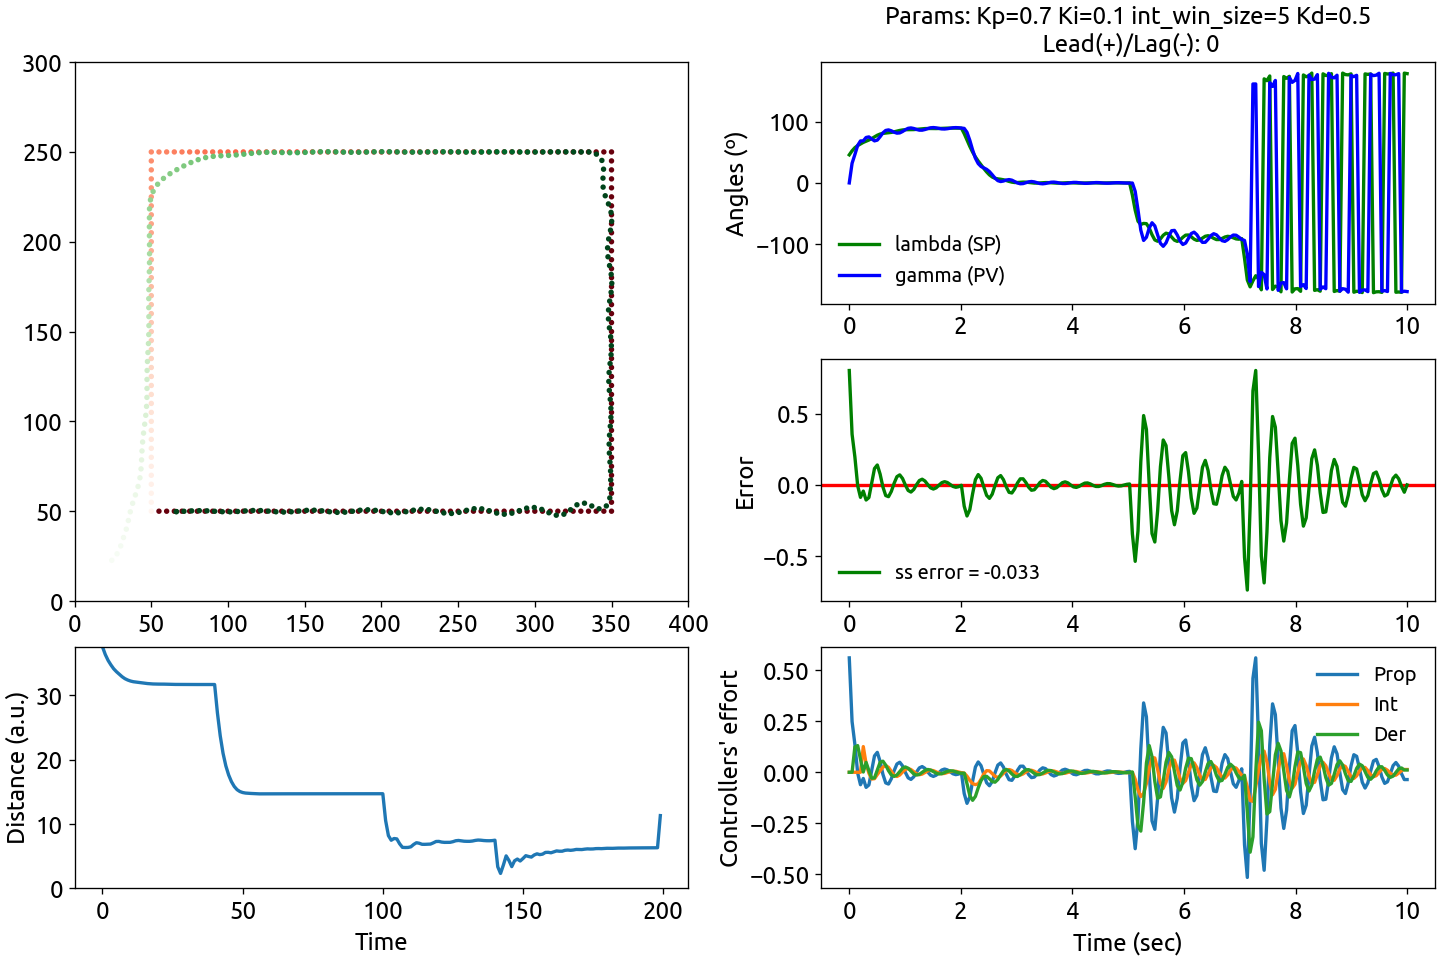 Params: Kp=0.7 Ki=0.1 int_win_size=5 Kd=0.5
Lead(+)/Lag(-): 0
300
250
200
150
100
50
0
0 50 100 150 200 250 300 350 400
Angles (º)
100
0
−100
lambda (SP)
gamma (PV)
0 2 4 6 8 10
Error
0.5
0.0
−0.5
ss error = -0.033
0 2 4 6 8 10
Distance (a.u.)
30
20
10
0
0 50 100 150 200
Time
Controllers' effort
0.50
0.25
0.00
−0.25
−0.50
Prop
Int
Der
0 2 4 6 8 10
Time (sec)